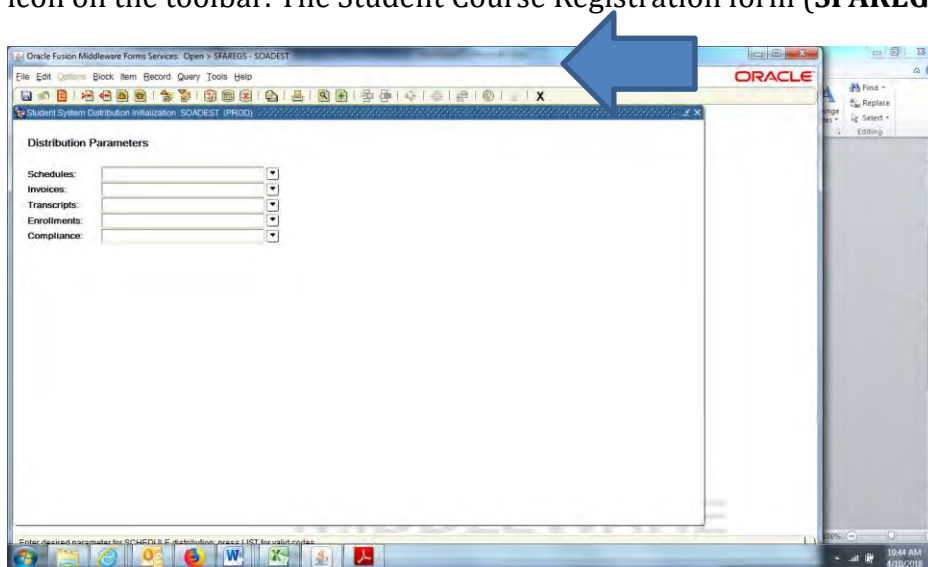 icon on the toolbar. The Student Course Registration form (SFAREG
Oracle Fusion Middleware Forms Services: Open > SFAREGS - SOADEST
File Edit Options Block Item Record Query Tools Help
ORACLE
X
Student System Distribution Initialization SOADEST (PROD)
Distribution Parameters
Schedules:
Invoices:
Transcripts:
Enrollments:
Compliance:
Enter desired parameter for SCHEDULE distribution, press LIST for valid codes.
Find
Replace
Select
Editing
10:44 AM
4/10/2018